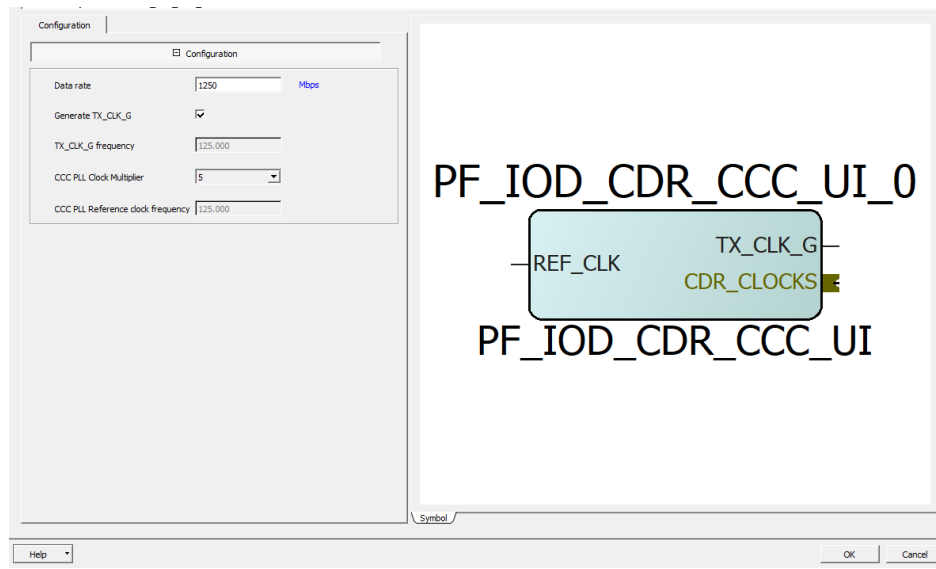 Configuration
Configuration
Data rate 1250 Mbps
Generate TX_CLK_G
TX_CLK_G frequency 125.000
CCC PLL Clock Multiplier 5
CCC PLL Reference clock frequency 125.000
PF_IOD_CDR_CCC_UI_0
TX_CLK_G
REF_CLK
CDR_CLOCKS
PF_IOD_CDR_CCC_UI
Symbol
Help OK Cancel